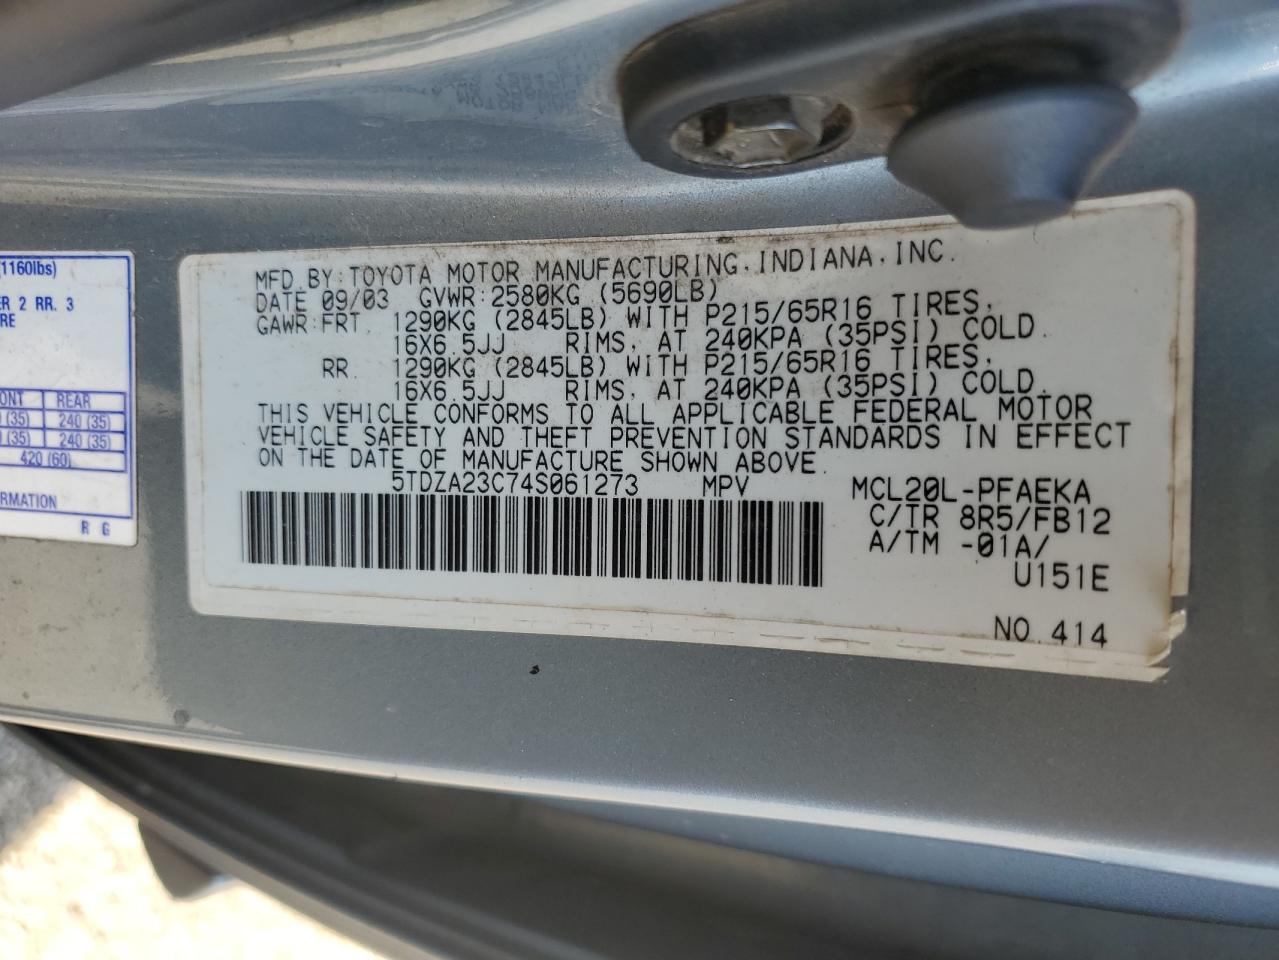 (1160lbs)
2 RR. 3
ONT REAR
(35) 240 (35)
(35) 240 (35)
420 (60)
R G
MFD. BY: TOYOTA MOTOR MANUFACTURING, INDIANA, INC.
DATE 09/03 GVWR 2580KG (5690LB)
GAWR FRT. 1290KG (2845LB) WITH P215/65R16 TIRES,
16X6.5JJ RIMS, AT 240KPA (35PSI) COLD.
RR. 1290KG (2845LB) WITH P215/65R16 TIRES,
16X6.5JJ RIMS, AT 240KPA (35PSI) COLD.
THIS VEHICLE CONFORMS TO ALL APPLICABLE FEDERAL MOTOR
VEHICLE SAFETY AND THEFT PREVENTION STANDARDS IN EFFECT
ON THE DATE OF MANUFACTURE SHOWN ABOVE.
5TDZA23C74S061273 MPV MCL20L-PFAEKA
C/TR 8R5/FB12
A/TM -01A/
U151E
NO. 414